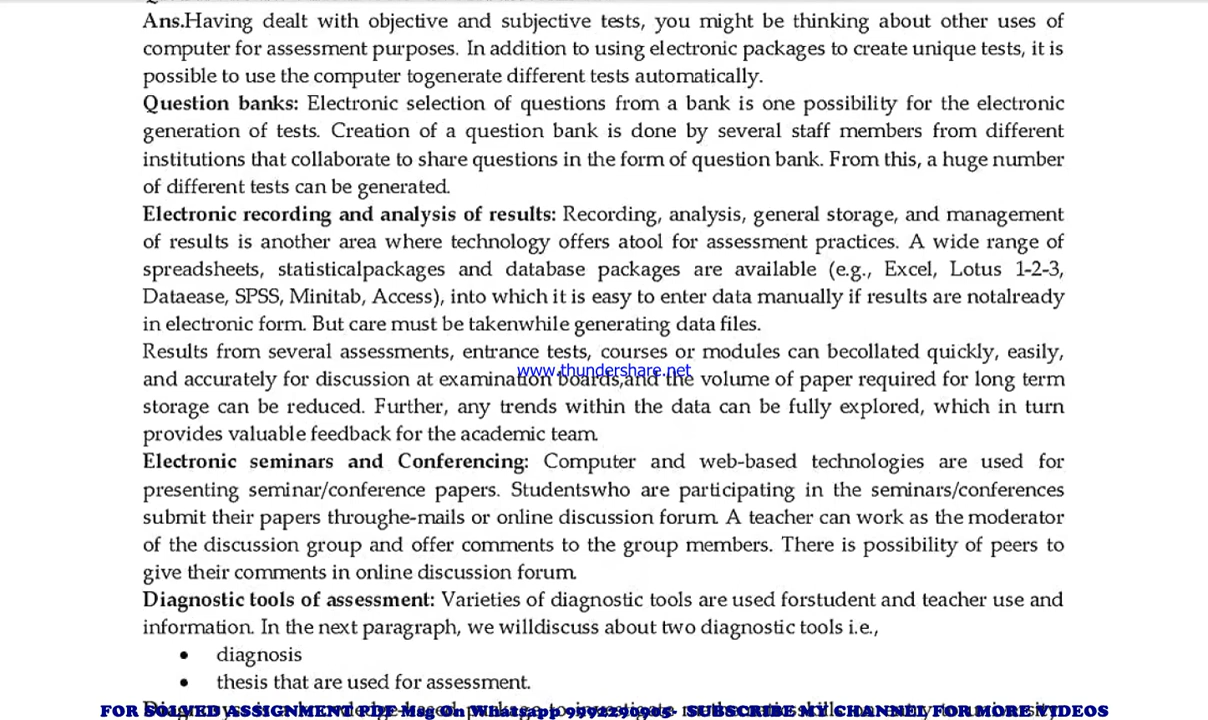 Ans.Having dealt with objective and subjective tests, you might be thinking about other uses of
computer for assessment purposes. In addition to using electronic packages to create unique tests, it is
possible to use the computer togenerate different tests automatically.
Question banks: Electronic selection of questions from a bank is one possibility for the electronic
generation of tests. Creation of a question bank is done by several staff members from different
institutions that collaborate to share questions in the form of question bank. From this, a huge number
of different tests can be generated.
Electronic recording and analysis of results: Recording, analysis, general storage, and management
of results is another area where technology offers atool for assessment practices. A wide range of
spreadsheets, statisticalpackages and database packages are available (e.g., Excel, Lotus 1-2-3,
Dataease, SPSS, Minitab, Access), into which it is easy to enter data manually if results are notalready
in electronic form. But care must be takenwhile generating data files.
Results from several assessments, entrance tests, courses or modules can becollated quickly, easily,
www.thundershare.net
and accurately for discussion at examination boards,and the volume of paper required for long term
storage can be reduced. Further, any trends within the data can be fully explored, which in turn
provides valuable feedback for the academic team.
Electronic seminars and Conferencing: Computer and web-based technologies are used for
presenting seminar/conference papers. Studentswho are participating in the seminars/conferences
submit their papers throughe-mails or online discussion forum. A teacher can work as the moderator
of the discussion group and offer comments to the group members. There is possibility of peers to
give their comments in online discussion forum.
Diagnostic tools of assessment: Varieties of diagnostic tools are used forstudent and teacher use and
information. In the next paragraph, we willdiscuss about two diagnostic tools i.e.,
• diagnosis
• thesis that are used for assessment.
FOR SOLVED ASSIGNMENT PDF Msg On Whatsapp 9992290905- SUBSCRIBE MY CHANNEL FOR MORE VIDEOS